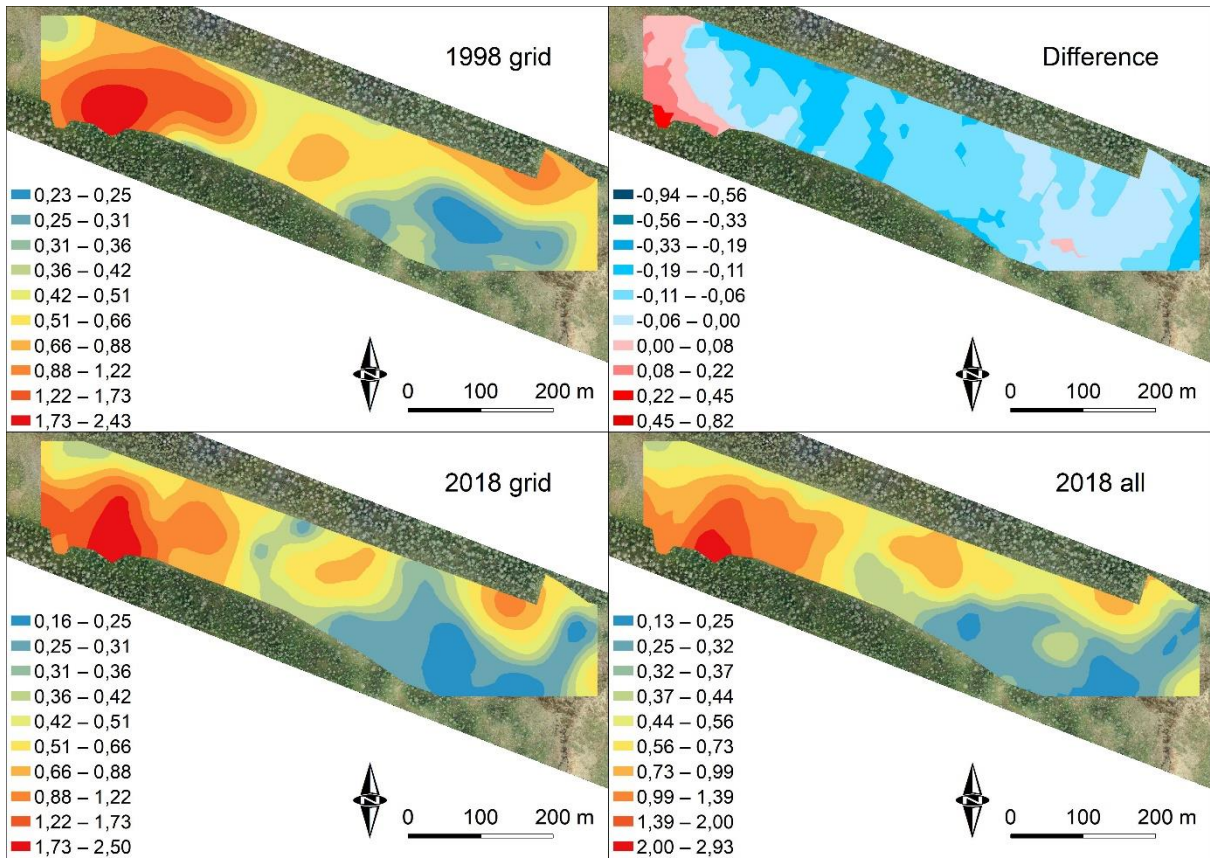 1998 grid
0,23 – 0,25
0,25 – 0,31
0,31 – 0,36
0,36 – 0,42
0,42 – 0,51
0,51 – 0,66
0,66 – 0,88
0,88 – 1,22
1,22 – 1,73
1,73 – 2,43
N
0 100 200 m
Difference
-0,94 – -0,56
-0,56 – -0,33
-0,33 – -0,19
-0,19 – -0,11
-0,11 – -0,06
-0,06 – 0,00
0,00 – 0,08
0,08 – 0,22
0,22 – 0,45
0,45 – 0,82
N
0 100 200 m
2018 grid
0,16 – 0,25
0,25 – 0,31
0,31 – 0,36
0,36 – 0,42
0,42 – 0,51
0,51 – 0,66
0,66 – 0,88
0,88 – 1,22
1,22 – 1,73
1,73 – 2,50
N
0 100 200 m
2018 all
0,13 – 0,25
0,25 – 0,32
0,32 – 0,37
0,37 – 0,44
0,44 – 0,56
0,56 – 0,73
0,73 – 0,99
0,99 – 1,39
1,39 – 2,00
2,00 – 2,93
N
0 100 200 m